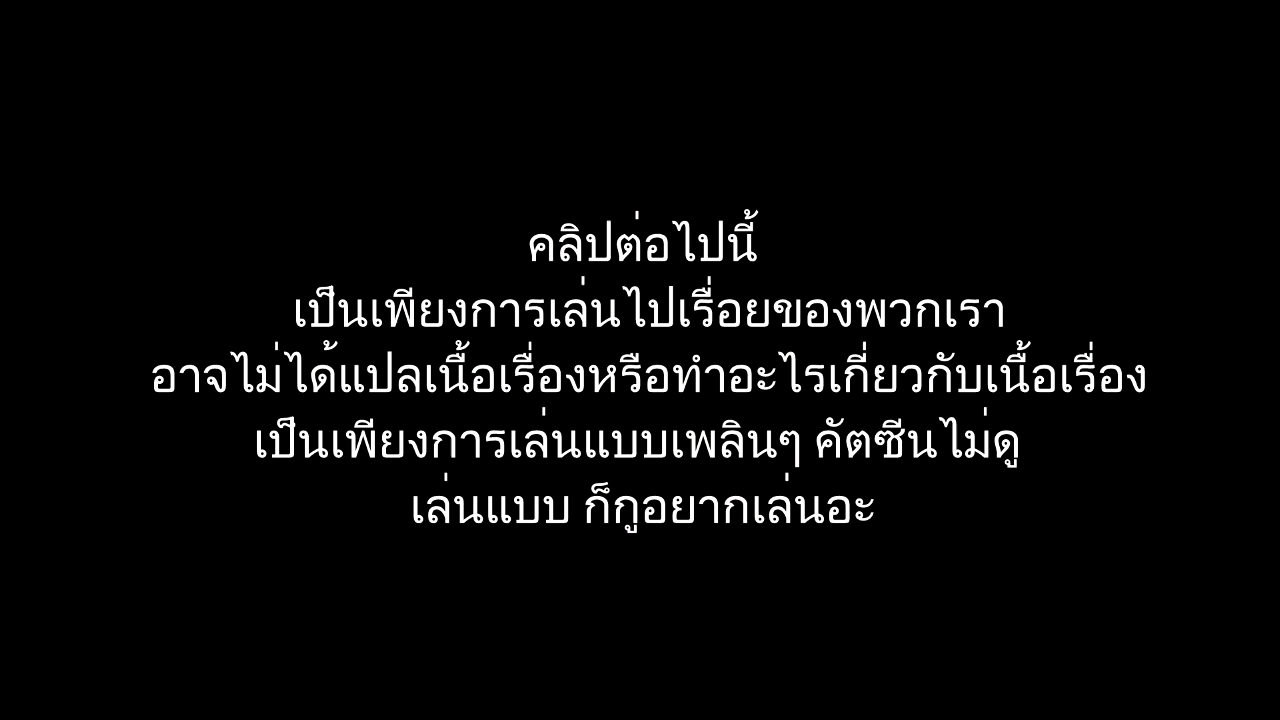 คลิปต่อไปนี้
เป็นเพียงการเล่นไปเรื่อยของพวกเรา
อาจไม่ได้แปลเนื้อเรื่องหรือทำอะไรเกี่ยวกับเนื้อเรื่อง
เป็นเพียงการเล่นแบบเพลินๆ คัตซีนไม่ดู
เล่นแบบ ก็กูอยากเล่นอะ